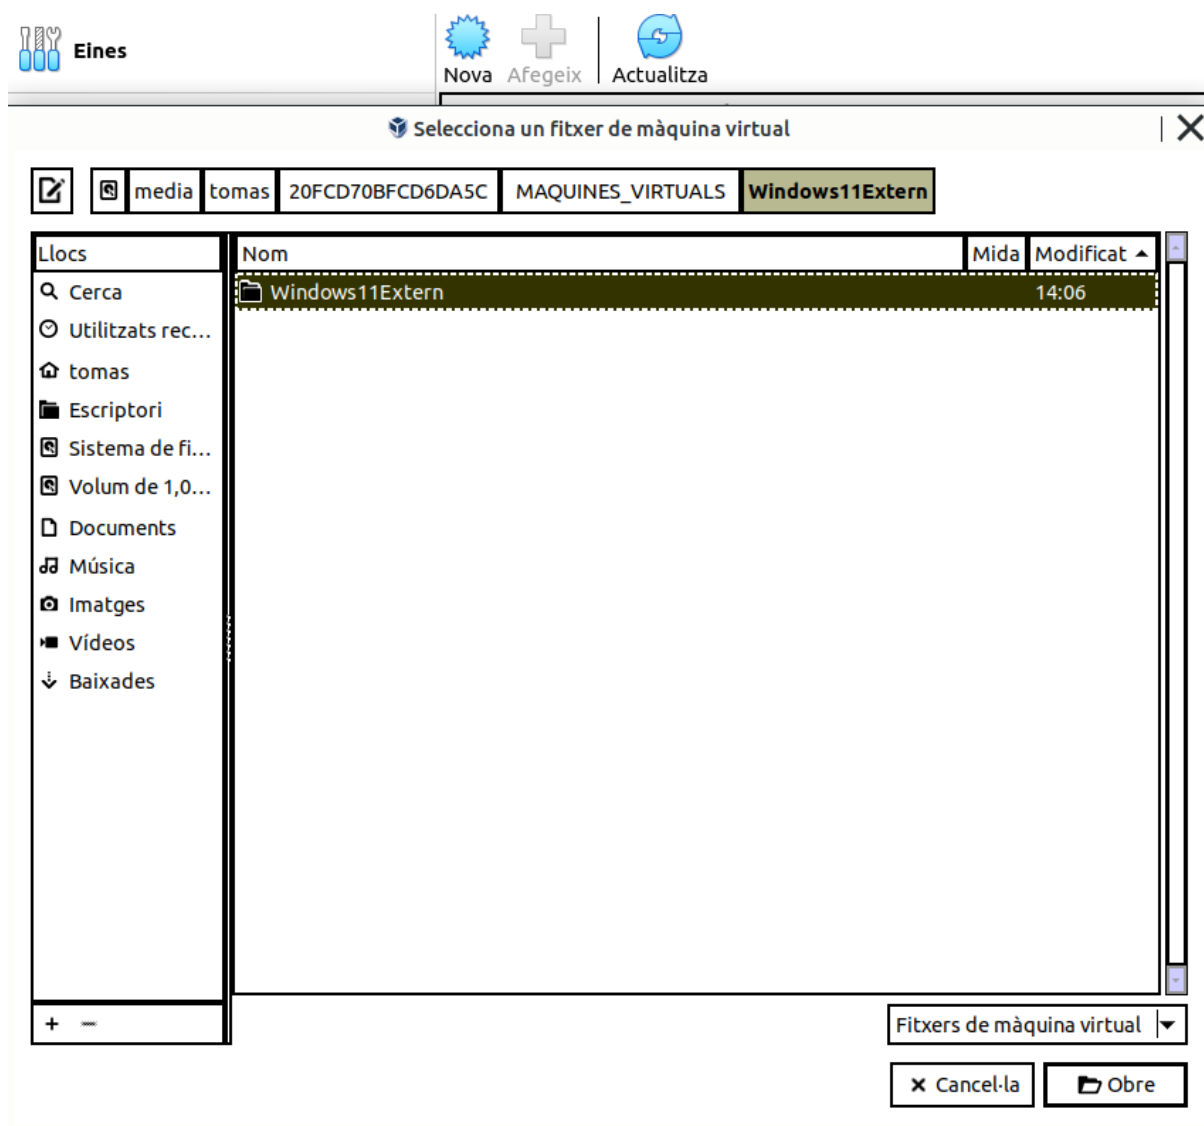 Eines
Nova Afegeix Actualitza
Selecciona un fitxer de màquina virtual
media tomas 20FCD70BFCD6DA5C MAQUINES_VIRTUALS Windows11Extern
Llocs
Nom Mida Modificat
Cerca
Windows11Extern 14:06
Utilitzats rec...
tomas
Escriptori
Sistema de fi...
Volum de 1,0...
Documents
Música
Imatges
Vídeos
Baixades
Fitxers de màquina virtual
Cancel·la Obre